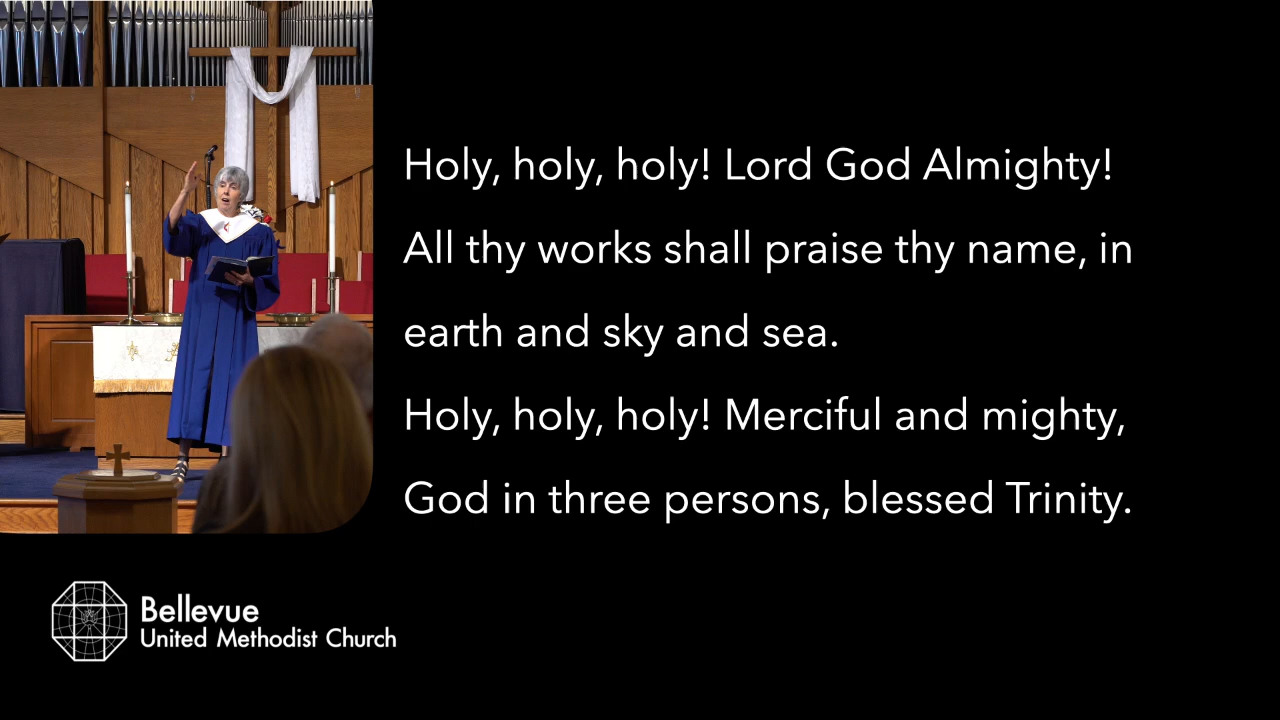 Holy, holy, holy! Lord God Almighty!
All thy works shall praise thy name, in
earth and sky and sea.
Holy, holy, holy! Merciful and mighty,
God in three persons, blessed Trinity.
Bellevue
United Methodist Church